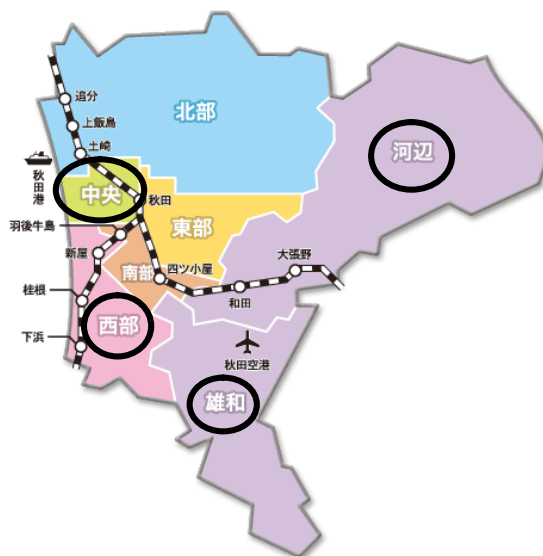 追分
上飯島
土崎
北部
河辺
秋田港
中央
秋田
羽後牛島
東部
新屋
南部
四ツ小屋
大張野
桂根
和田
西部
下浜
秋田空港
雄和